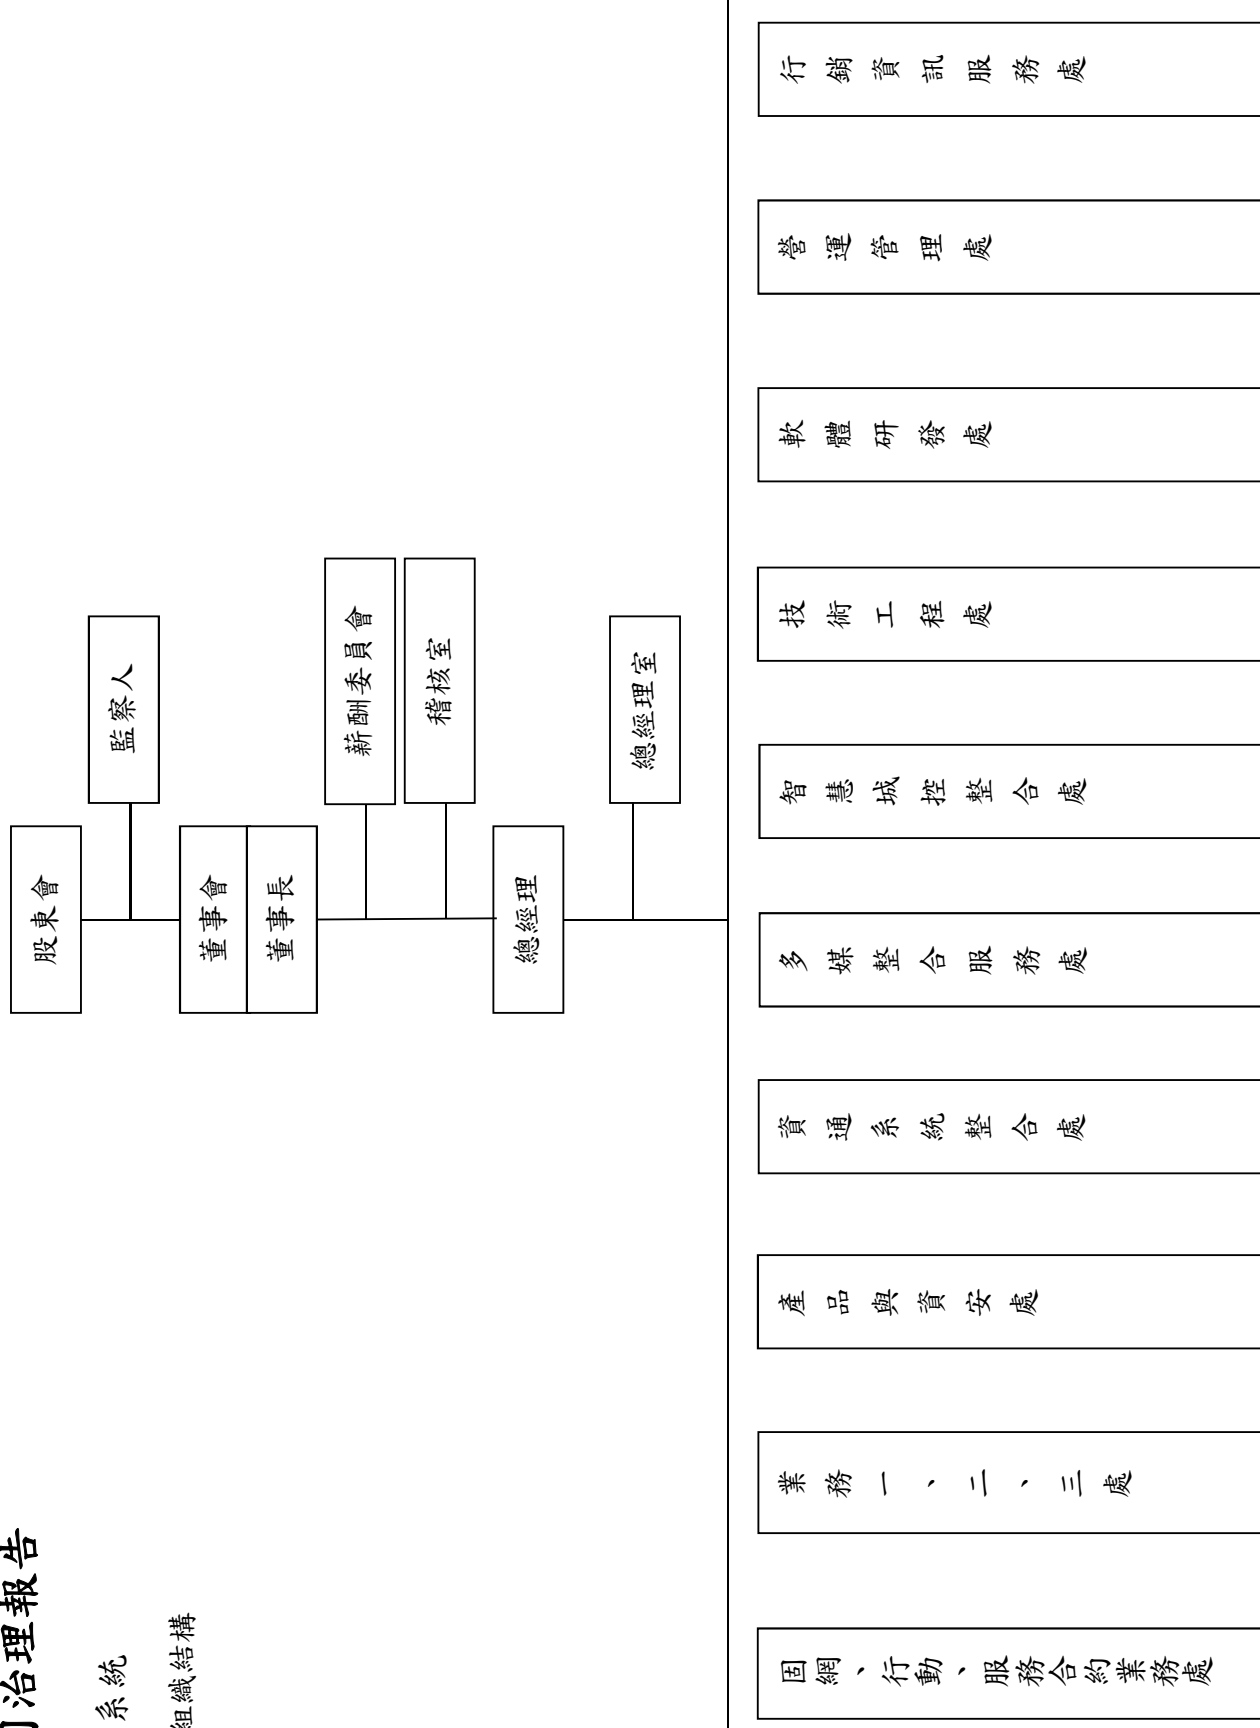 治理報告
系統
組織結構
股東會
監察人
董事會
董事長
薪酬委員會
稽核室
總經理
總經理室
固網、行動、服務合約業務處
業務一、二、三處
產品與資安處
資通系統整合處
多媒整合服務處
智慧城控整合處
技術工程處
軟體研發處
營運管理處
行銷資訊服務處